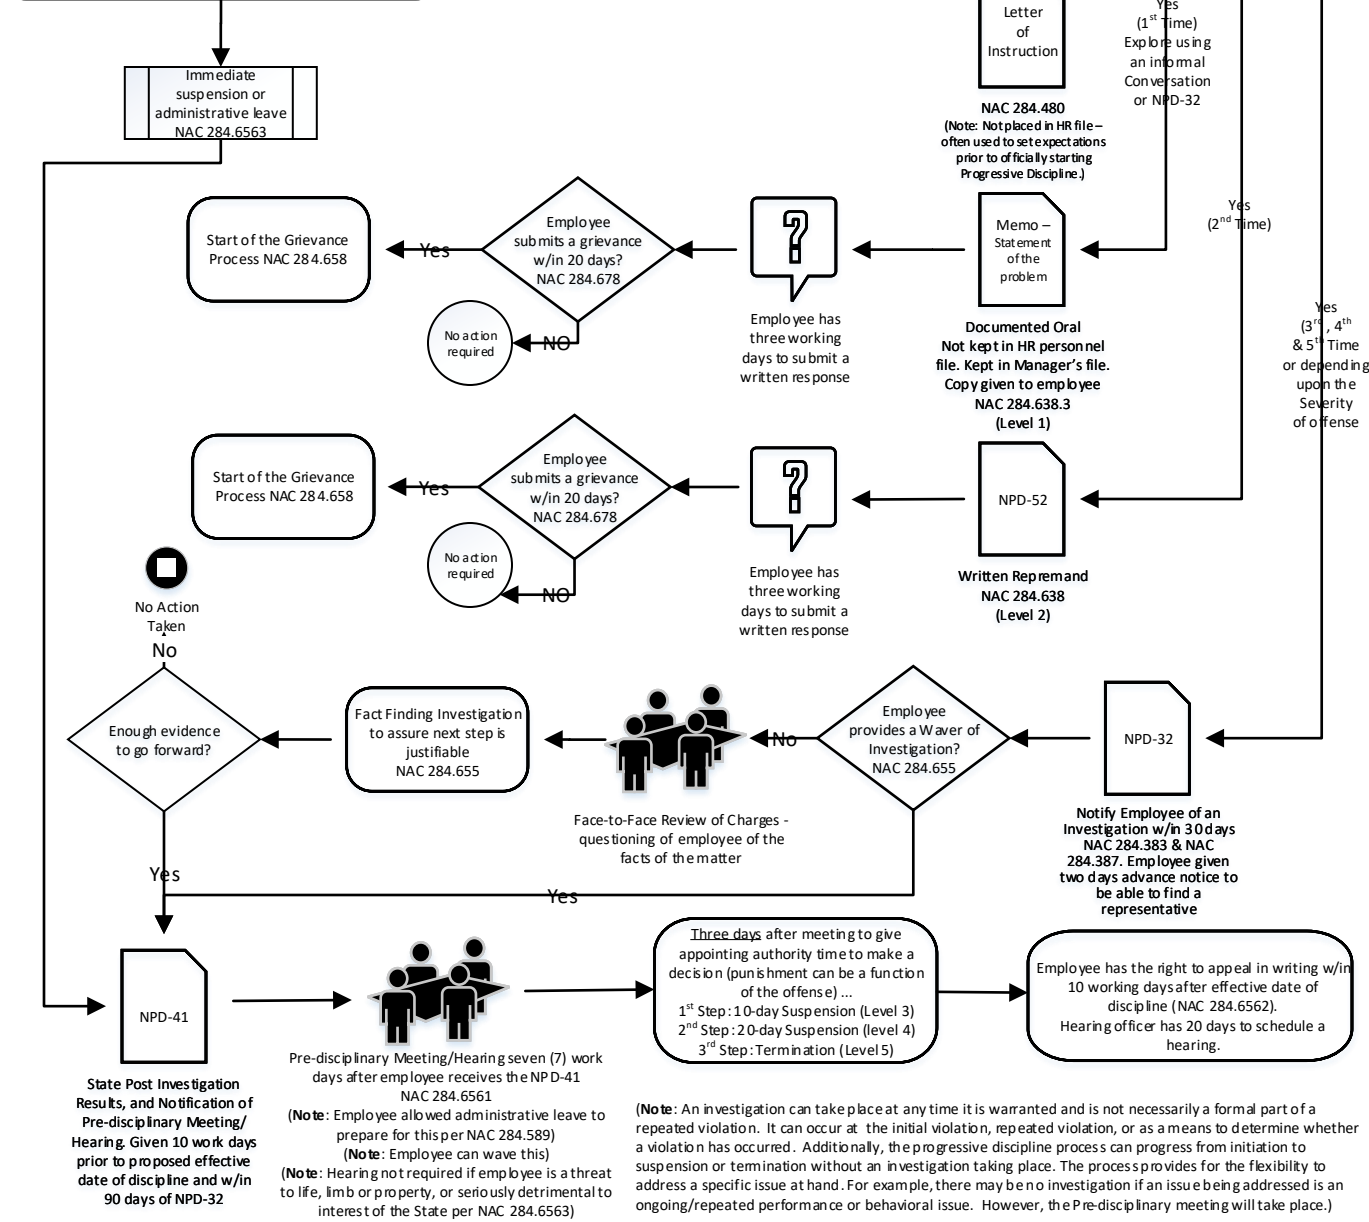 Letter
of
Instruction
NAC 284.480
(Note: Not placed in HR file –
often used to set expectations
prior to officially starting
Progressive Discipline.)
Yes
(1st Time)
Explore using
an informal
Conversation
or NPD-32
Immediate
suspension or
administrative leave
NAC 284.6563
Start of the Grievance
Process NAC 284.658
Yes
Employee
submits a grievance
w/in 20 days?
NAC 284.678
NO
No action
required
?
Employee has
three working
days to submit a
written response
Memo –
Statement
of the
problem
Documented Oral
Not kept in HR personnel
file. Kept in Manager’s file.
Copy given to employee
NAC 284.638.3
(Level 1)
Yes
(2nd Time)
Yes
(3rd, 4th
& 5th Time
or depending
upon the
Severity
of offense
Start of the Grievance
Process NAC 284.658
Yes
Employee
submits a grievance
w/in 20 days?
NAC 284.678
NO
No action
required
?
Employee has
three working
days to submit a
written response
NPD-52
Written Repremand
NAC 284.638
(Level 2)
No Action
Taken
No
Enough evidence
to go forward?
Yes
Fact Finding Investigation
to assure next step is
justifiable
NAC 284.655
Face-to-Face Review of Charges -
questioning of employee of the
facts of the matter
No
Employee
provides a Waver of
Investigation?
NAC 284.655
Yes
NPD-32
Notify Employee of an
Investigation w/in 30 days
NAC 284.383 & NAC
284.387. Employee given
two days advance notice to
be able to find a
representative
NPD-41
State Post Investigation
Results, and Notification of
Pre-disciplinary Meeting/
Hearing. Given 10 work days
prior to proposed effective
date of discipline and w/in
90 days of NPD-32
Pre-disciplinary Meeting/Hearing seven (7) work
days after employee receives the NPD-41
NAC 284.6561
(Note: Employee allowed administrative leave to
prepare for this per NAC 284.589)
(Note: Employee can wave this)
(Note: Hearing not required if employee is a threat
to life, limb or property, or seriously detrimental to
interest of the State per NAC 284.6563)
Three days after meeting to give
appointing authority time to make a
decision (punishment can be a function
of the offense) ...
1st Step: 10-day Suspension (Level 3)
2nd Step: 20-day Suspension (level 4)
3rd Step: Termination (Level 5)
Employee has the right to appeal in writing w/in
10 working days after effective date of
discipline (NAC 284.6562).
Hearing officer has 20 days to schedule a
hearing.
(Note: An investigation can take place at any time it is warranted and is not necessarily a formal part of a
repeated violation. It can occur at the initial violation, repeated violation, or as a means to determine whether
a violation has occurred. Additionally, the progressive discipline process can progress from initiation to
suspension or termination without an investigation taking place. The process provides for the flexibility to
address a specific issue at hand. For example, there may be no investigation if an issue being addressed is an
ongoing/repeated performance or behavioral issue. However, the Pre-disciplinary meeting will take place.)